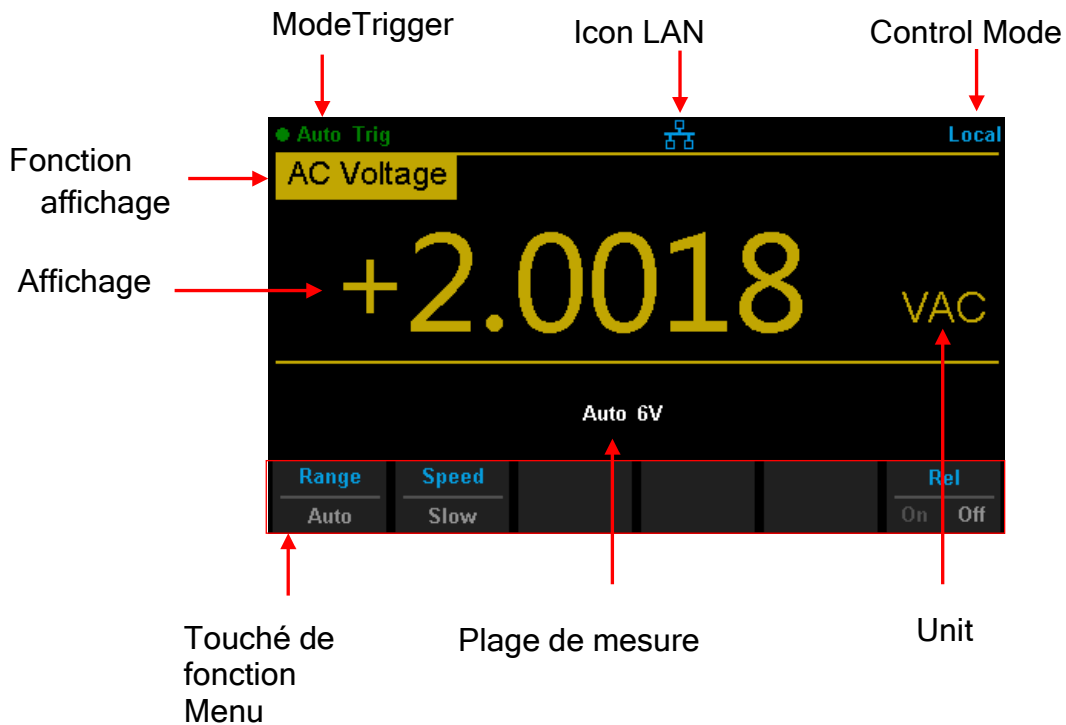 ModeTrigger
Icon LAN
Control Mode
Auto Trig
Local
Fonction
affichage
AC Voltage
Affichage
+2.0018
VAC
Auto 6V
Range
Speed
Rel
Auto
Slow
On
Off
Touché de
fonction
Menu
Plage de mesure
Unit